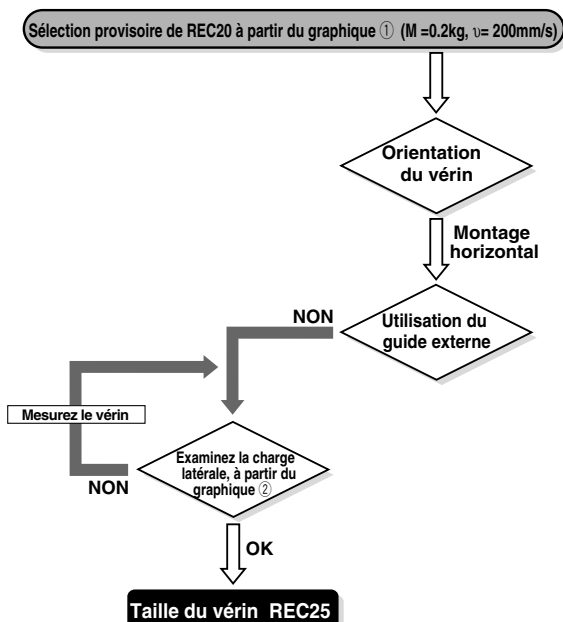 Sélection provisoire de REC20 à partir du graphique ① (M =0.2kg, υ= 200mm/s)
Orientation
du vérin
Montage
horizontal
Utilisation du
guide externe
NON
Mesurez le vérin
Examinez la charge
latérale, à partir du
graphique ②
NON
OK
Taille du vérin REC25